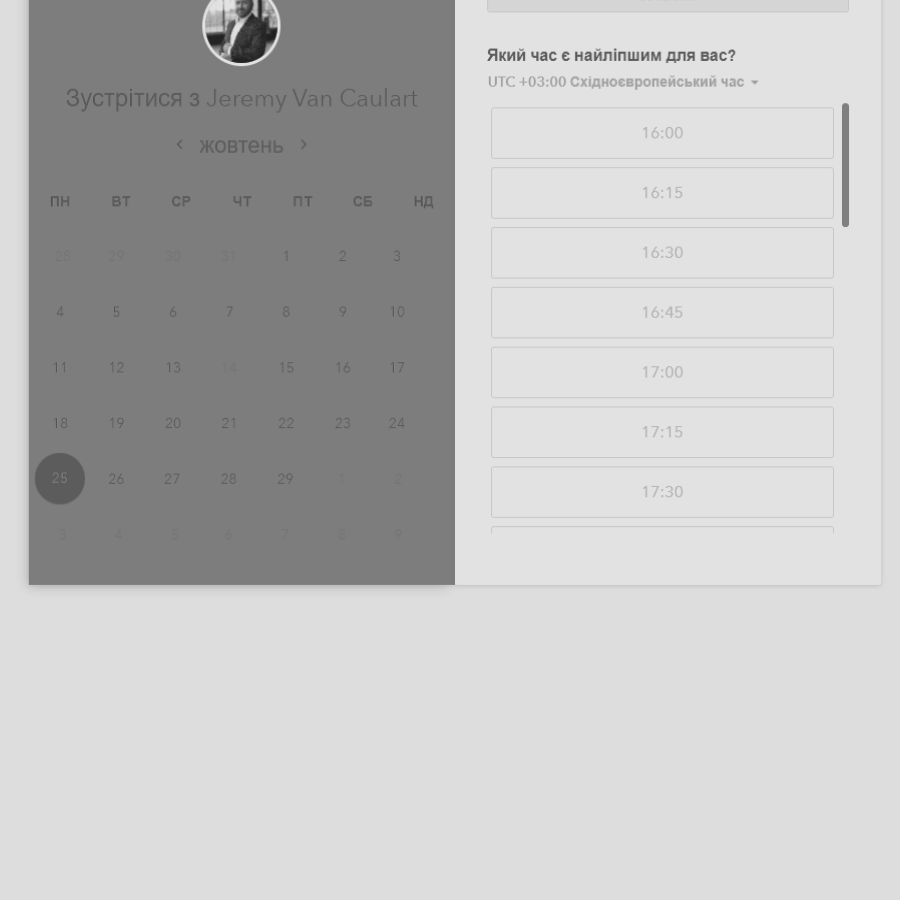 Зустрітися з Jeremy Van Caulart
жовтень
ПН ВТ СР ЧТ ПТ СБ НД
28 29 30 31 1 2 3
4 5 6 7 8 9 10
11 12 13 14 15 16 17
18 19 20 21 22 23 24
25 26 27 28 29 1 2
3 4 5 6 7 8 9
Який час є найліпшим для вас?
UTC +03:00 Східноєвропейський час
16:00
16:15
16:30
16:45
17:00
17:15
17:30